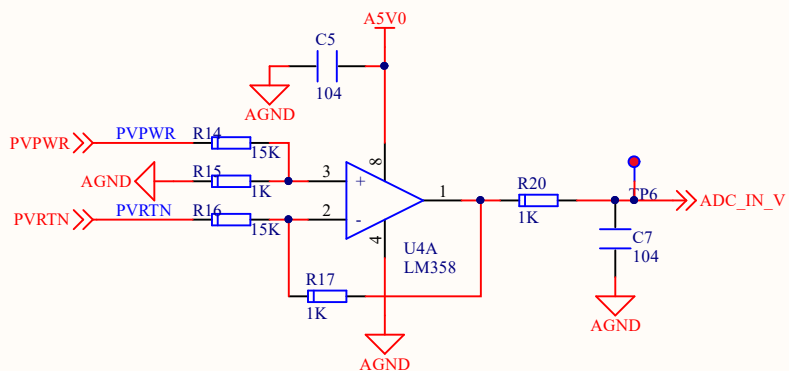 A5V0
C5
104
AGND
PVPWR
PVPWR
R14
15K
8
AGND
R15
1K
3
+
R20
1K
1
TP6
ADC_IN_V
PVRTN
PVRTN
R16
15K
2
-
4
U4A
LM358
C7
104
R17
1K
AGND
AGND